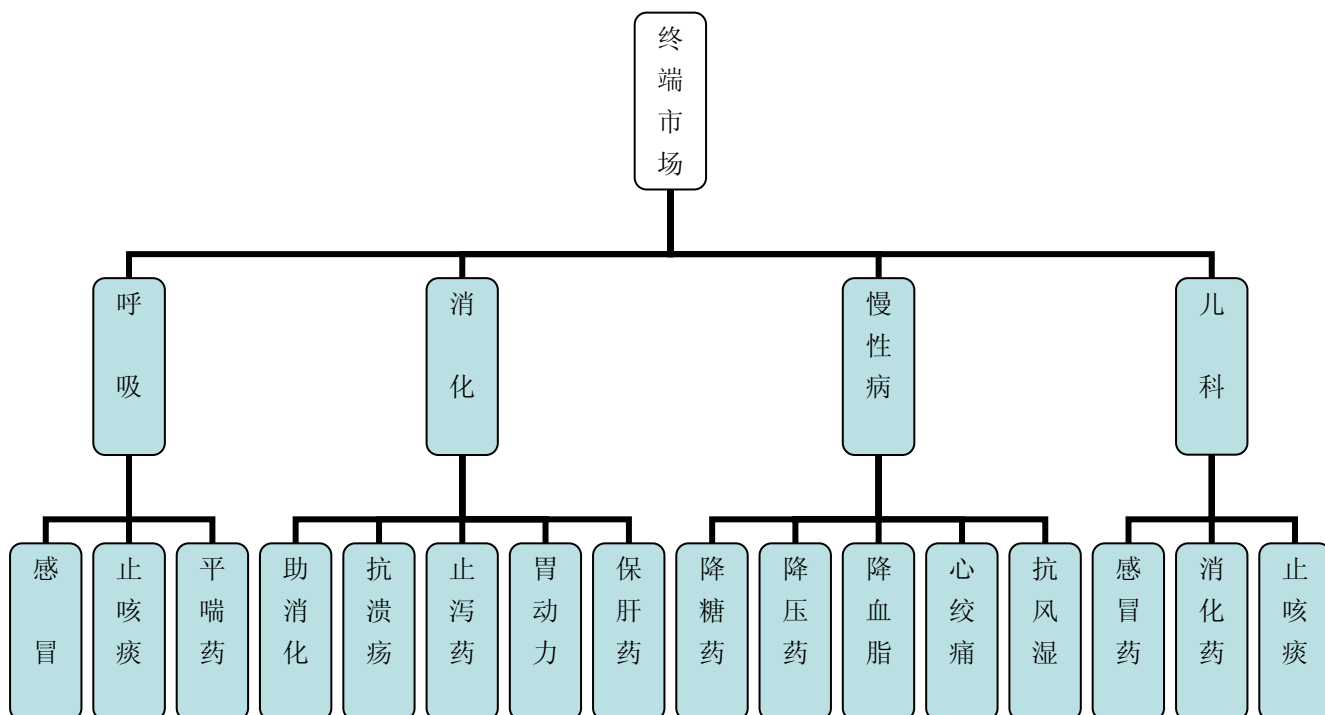 终端市场
呼吸
消化
慢性病
儿科
感冒
止咳痰
平喘药
助消化
抗溃疡
止泻药
胃动力
保肝药
降糖药
降压药
降血脂
心绞痛
抗风湿
感冒药
消化药
止咳痰